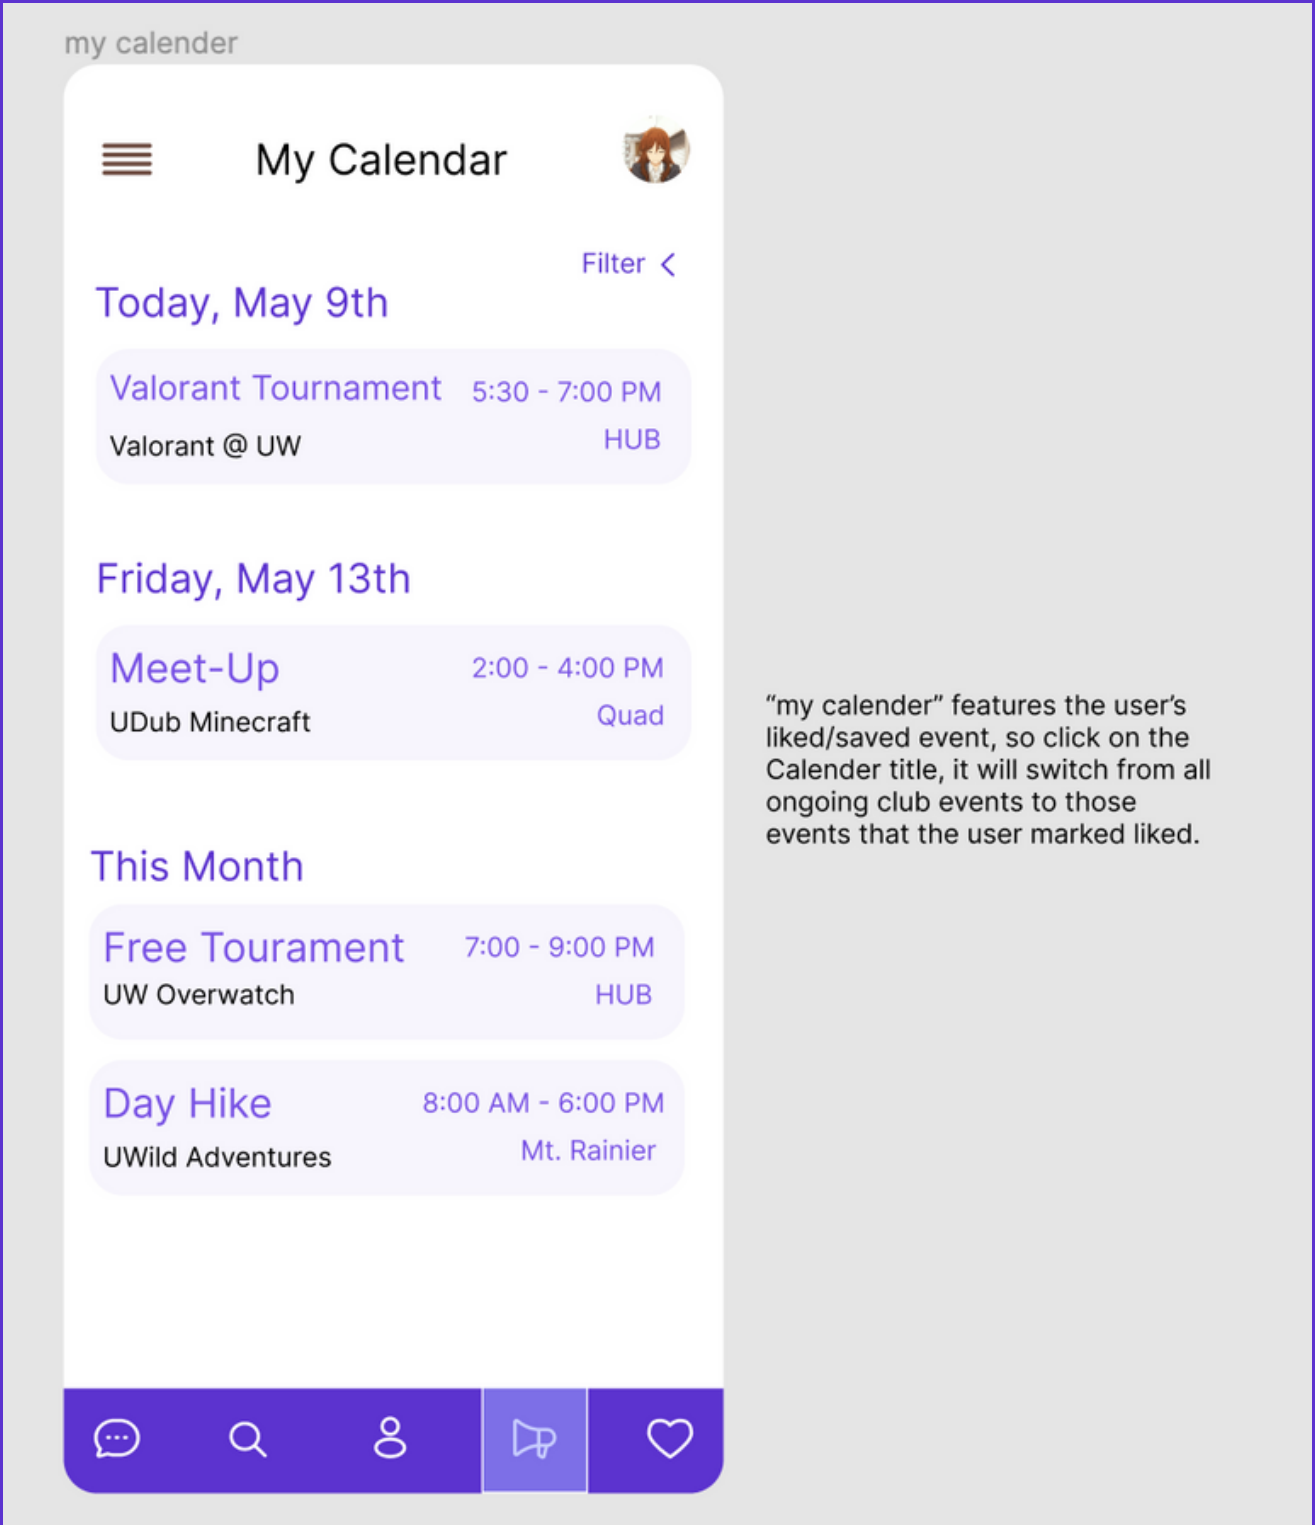 my calender
My Calendar
Filter
Today, May 9th
Valorant Tournament 5:30 - 7:00 PM
Valorant @ UW HUB
Friday, May 13th
Meet-Up 2:00 - 4:00 PM
UDub Minecraft Quad
This Month
Free Tourament 7:00 - 9:00 PM
UW Overwatch HUB
Day Hike 8:00 AM - 6:00 PM
UWild Adventures Mt. Rainier
“my calender” features the user’s
liked/saved event, so click on the
Calender title, it will switch from all
ongoing club events to those
events that the user marked liked.